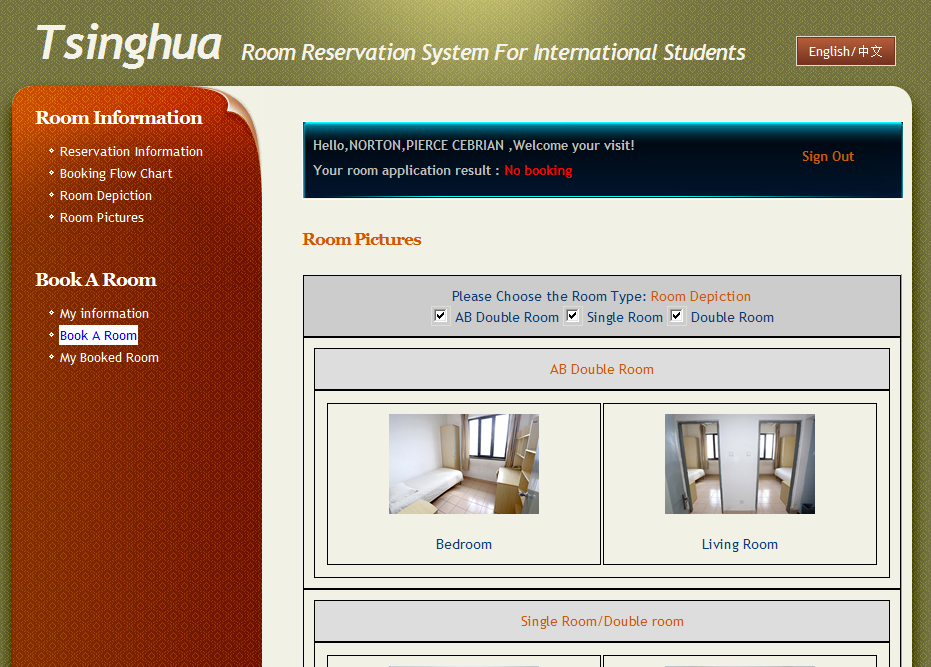 Tsinghua Room Reservation System For International Students
English/中文
Room Information
Reservation Information
Booking Flow Chart
Room Depiction
Room Pictures
Book A Room
My information
Book A Room
My Booked Room
Hello,NORTON,PIERCE CEBRIAN ,Welcome your visit!
Your room application result : No booking
Sign Out
Room Pictures
Please Choose the Room Type: Room Depiction
AB Double Room Single Room Double Room
AB Double Room
Bedroom
Living Room
Single Room/Double room